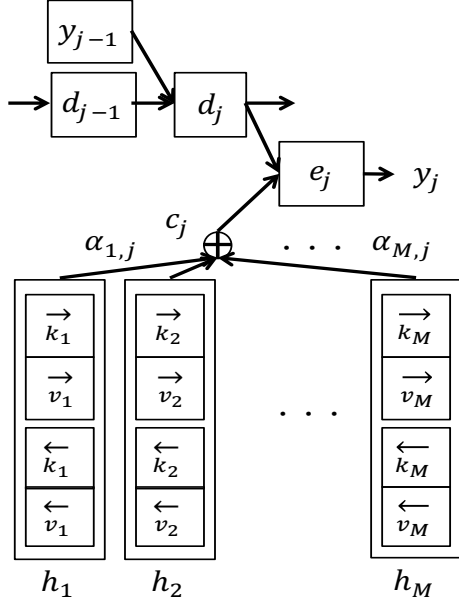 y_{j−1}
d_{j−1} d_j
e_j y_j
c_j
α_{1,j} . . . α_{M,j}
→k_1 →k_2 →k_M
→v_1 →v_2 . . . →v_M
←k_1 ←k_2 ←k_M
←v_1 ←v_2 ←v_M
h_1 h_2 h_M